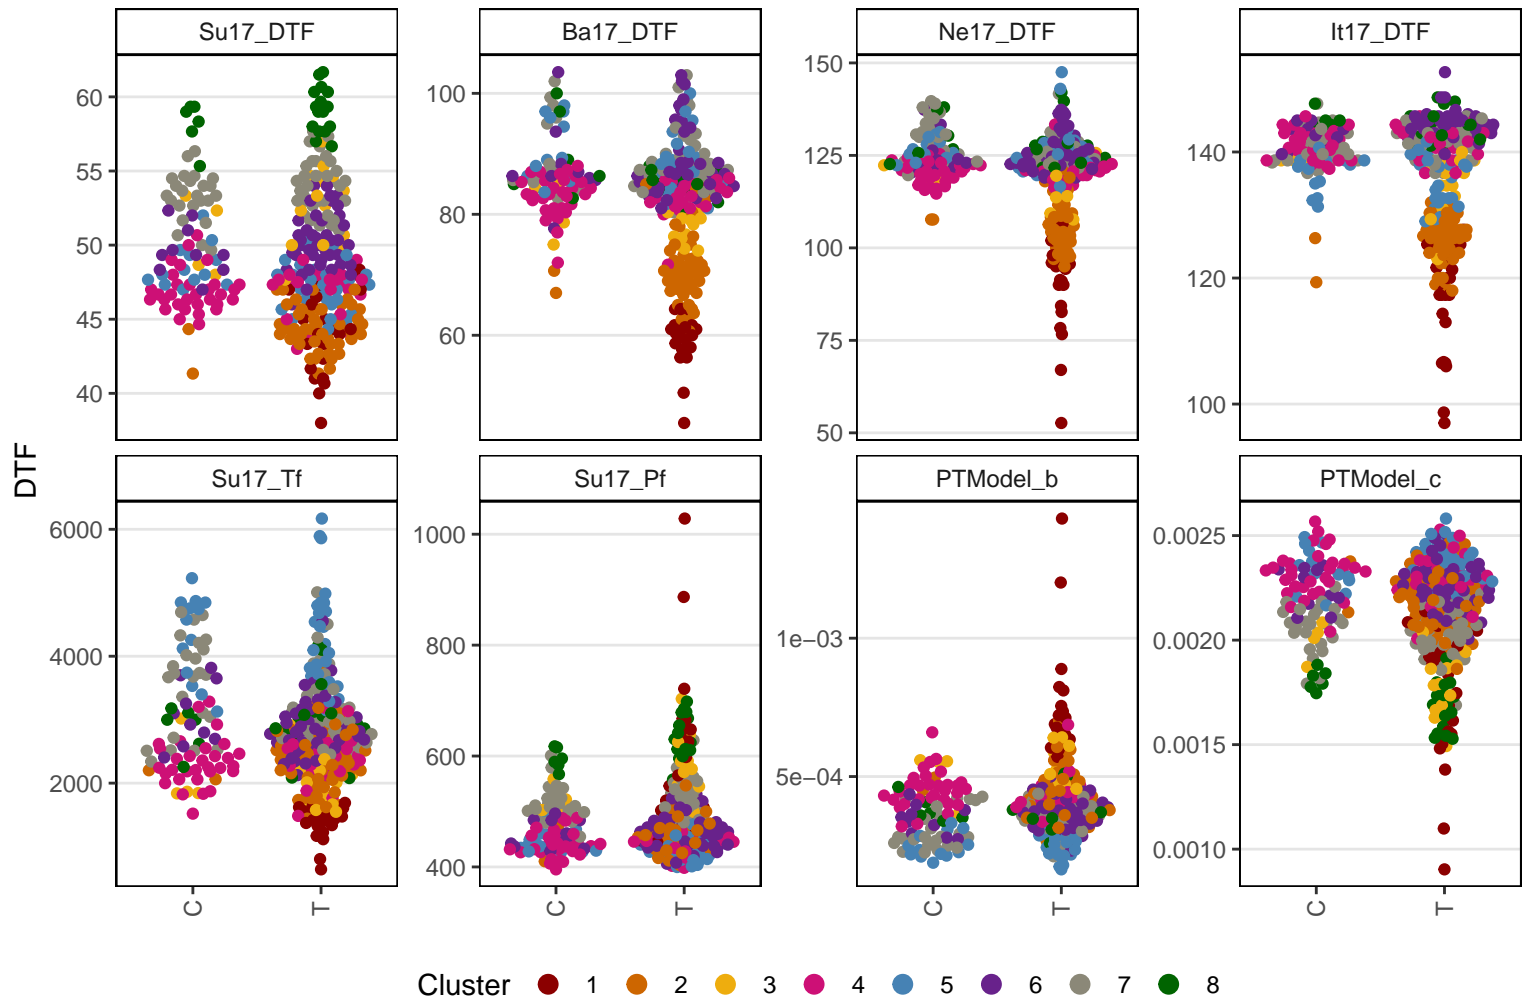 Su17_DTF
Ba17_DTF
Ne17_DTF
It17_DTF
60
55
50
45
40
100
80
60
150
125
100
75
50
140
120
100
DTF
Su17_Tf
Su17_Pf
PTModel_b
PTModel_c
6000
4000
2000
1000
800
600
400
1e−03
5e−04
0.0025
0.0020
0.0015
0.0010
C
T
C
T
C
T
C
T
Cluster 1 2 3 4 5 6 7 8